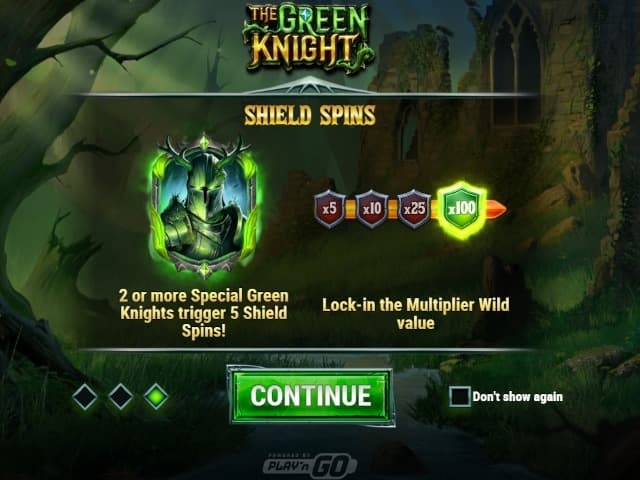 THE GREEN
KNIGHT
SHIELD SPINS
x5 x10 x25 x100
2 or more Special Green
Knights trigger 5 Shield
Spins!
Lock-in the Multiplier Wild
value
CONTINUE
Don't show again
POWERED BY
PLAY'n GO